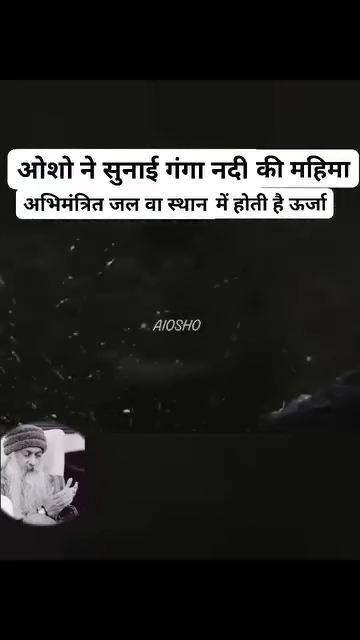 ओशो ने सुनाई गंगा नदी की महिमा
अभिमंत्रित जल वा स्थान में होती है ऊर्जा
AIOSHO